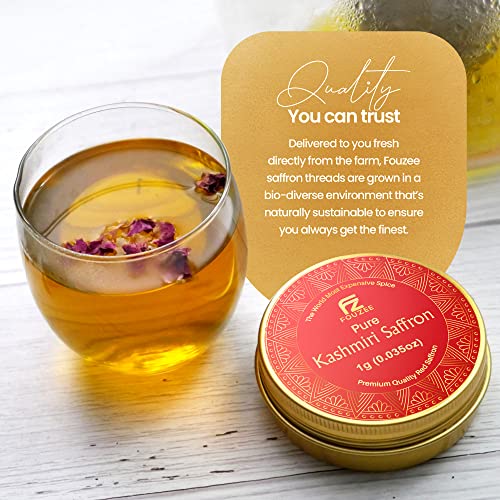 Quality
You can trust
Delivered to you fresh
directly from the farm, Fouzee
saffron threads are grown in a
bio-diverse environment that's
naturally sustainable to ensure
you always get the finest.
The World Most Expensive Spice
FZ
FOUZEE
Pure
Kashmiri Saffron
1g (0.035oz)
Premium Quality Red Saffron